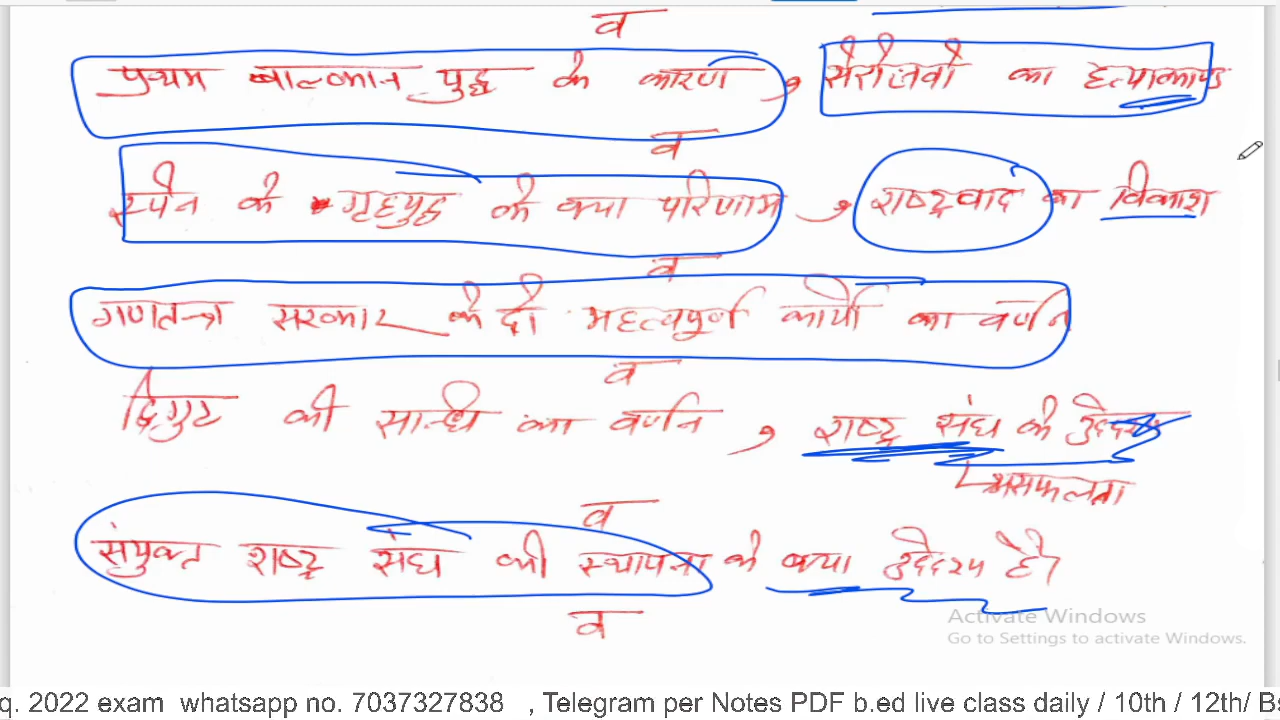 व
प्रथम बाल्कान युद्ध के कारण , सेराजेवो का हत्याकाण्ड
व
स्पेन के गृहयुद्ध के क्या परिणाम , राष्ट्रवाद का विकाश
व
गणतन्त्र सरकार के दो महत्वपूर्ण कार्यो का वर्णन
व
द्विगुट की सन्धि का वर्णन , राष्ट्र संघ के उद्देश्य
असफलता
व
संयुक्त राष्ट्र संघ की स्थापना के क्या उद्देश्य है।
व
Activate Windows
Go to Settings to activate Windows.
q. 2022 exam whatsapp no. 7037327838 , Telegram per Notes PDF b.ed live class daily / 10th / 12th/ Ba